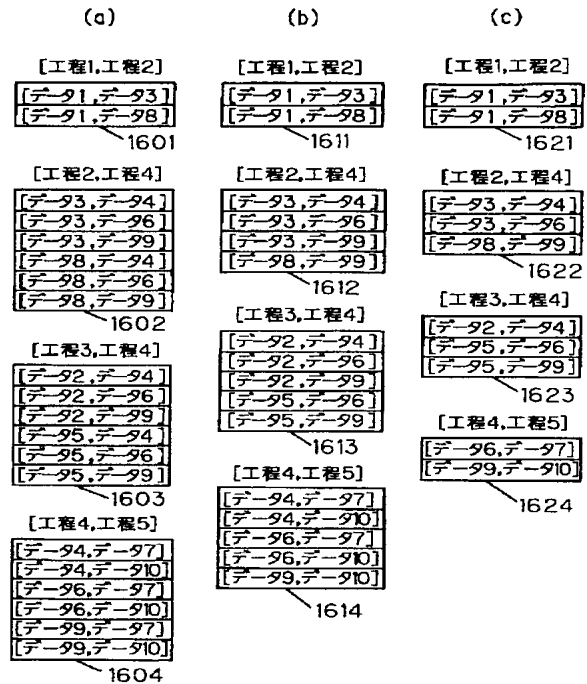 (a)
[工程1,工程2]
[データ1,データ3]
[データ1,データ8]
1601
[工程2,工程4]
[データ3,データ4]
[データ3,データ6]
[データ3,データ9]
[データ8,データ4]
[データ8,データ6]
[データ8,データ9]
1602
[工程3,工程4]
[データ2,データ4]
[データ2,データ6]
[データ2,データ9]
[データ5,データ4]
[データ5,データ6]
[データ5,データ9]
1603
[工程4,工程5]
[データ4,データ7]
[データ4,データ10]
[データ6,データ7]
[データ6,データ10]
[データ9,データ7]
[データ9,データ10]
1604
(b)
[工程1,工程2]
[データ1,データ3]
[データ1,データ8]
1611
[工程2,工程4]
[データ3,データ4]
[データ3,データ6]
[データ3,データ9]
[データ8,データ9]
1612
[工程3,工程4]
[データ2,データ4]
[データ2,データ6]
[データ2,データ9]
[データ5,データ6]
[データ5,データ9]
1613
[工程4,工程5]
[データ4,データ7]
[データ4,データ10]
[データ6,データ7]
[データ6,データ10]
[データ9,データ10]
1614
(c)
[工程1,工程2]
[データ1,データ3]
[データ1,データ8]
1621
[工程2,工程4]
[データ3,データ4]
[データ3,データ6]
[データ8,データ9]
1622
[工程3,工程4]
[データ2,データ4]
[データ5,データ6]
[データ5,データ9]
1623
[工程4,工程5]
[データ6,データ7]
[データ9,データ10]
1624